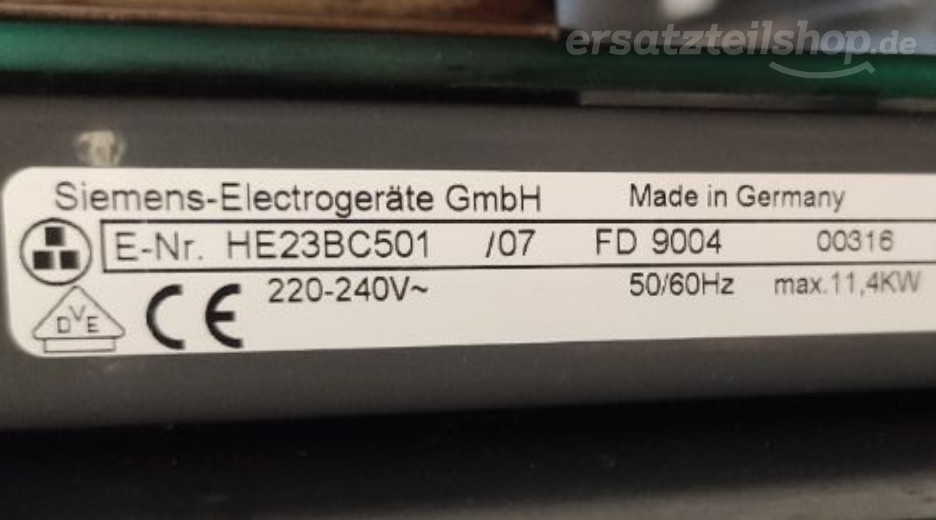 ersatzteilshop.de
Siemens-Electrogeräte GmbH Made in Germany
E-Nr. HE23BC501 /07 FD 9004 00316
220-240V~ 50/60Hz max.11,4KW
DVE CE